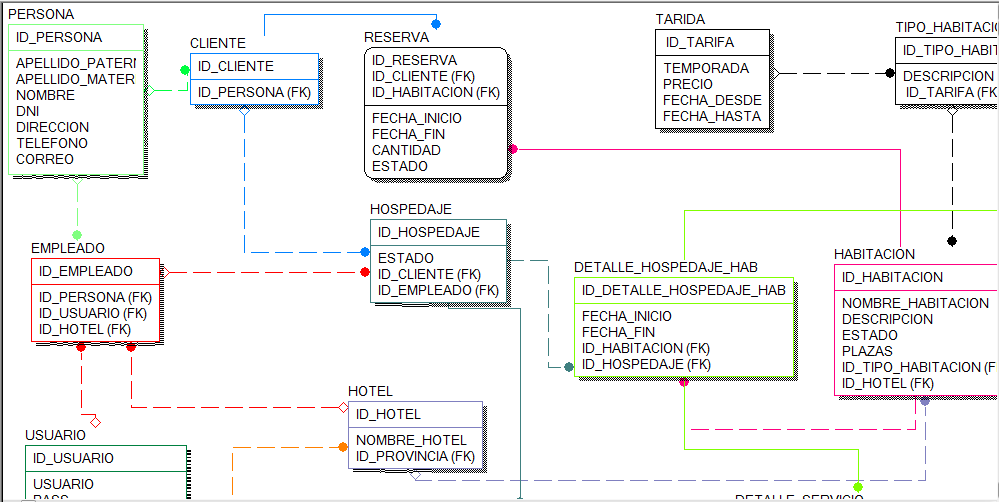 PERSONA
ID_PERSONA
APELLIDO_PATERN
APELLIDO_MATER
NOMBRE
DNI
DIRECCION
TELEFONO
CORREO
CLIENTE
ID_CLIENTE
ID_PERSONA (FK)
RESERVA
ID_RESERVA
ID_CLIENTE (FK)
ID_HABITACION (FK)
FECHA_INICIO
FECHA_FIN
CANTIDAD
ESTADO
TARIDA
ID_TARIFA
TEMPORADA
PRECIO
FECHA_DESDE
FECHA_HASTA
TIPO_HABITACIO
ID_TIPO_HABIT
DESCRIPCION
ID_TARIFA (FK
EMPLEADO
ID_EMPLEADO
ID_PERSONA (FK)
ID_USUARIO (FK)
ID_HOTEL (FK)
HOSPEDAJE
ID_HOSPEDAJE
ESTADO
ID_CLIENTE (FK)
ID_EMPLEADO (FK)
DETALLE_HOSPEDAJE_HAB
ID_DETALLE_HOSPEDAJE_HAB
FECHA_INICIO
FECHA_FIN
ID_HABITACION (FK)
ID_HOSPEDAJE (FK)
HABITACION
ID_HABITACION
NOMBRE_HABITACION
DESCRIPCION
ESTADO
PLAZAS
ID_TIPO_HABITACION (F
ID_HOTEL (FK)
HOTEL
ID_HOTEL
NOMBRE_HOTEL
ID_PROVINCIA (FK)
USUARIO
ID_USUARIO
USUARIO
PASS
DETALLE_SERVICIO